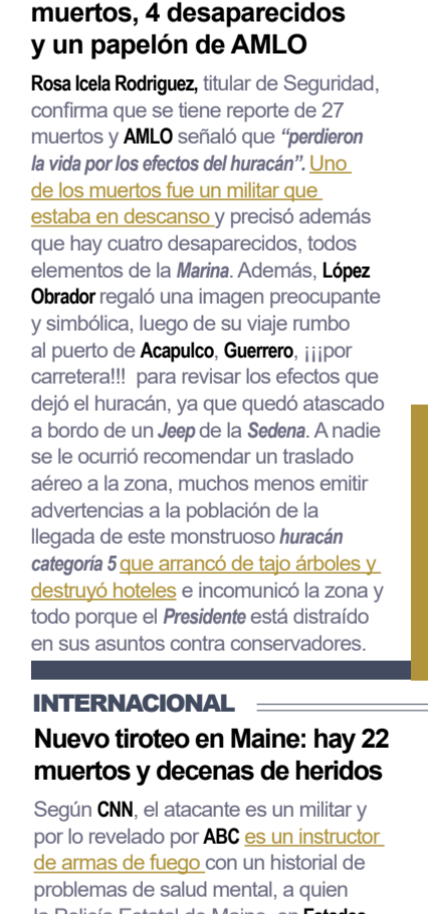 muertos, 4 desaparecidos
y un papelón de AMLO
Rosa Icela Rodriguez, titular de Seguridad,
confirma que se tiene reporte de 27
muertos y AMLO señaló que “perdieron
la vida por los efectos del huracán”. Uno
de los muertos fue un militar que
estaba en descanso y precisó además
que hay cuatro desaparecidos, todos
elementos de la Marina. Además, López
Obrador regaló una imagen preocupante
y simbólica, luego de su viaje rumbo
al puerto de Acapulco, Guerrero, ¡¡¡por
carretera!!! para revisar los efectos que
dejó el huracán, ya que quedó atascado
a bordo de un Jeep de la Sedena. A nadie
se le ocurrió recomendar un traslado
aéreo a la zona, muchos menos emitir
advertencias a la población de la
llegada de este monstruoso huracán
categoría 5 que arrancó de tajo árboles y
destruyó hoteles e incomunicó la zona y
todo porque el Presidente está distraído
en sus asuntos contra conservadores.
INTERNACIONAL
Nuevo tiroteo en Maine: hay 22
muertos y decenas de heridos
Según CNN, el atacante es un militar y
por lo revelado por ABC es un instructor
de armas de fuego con un historial de
problemas de salud mental, a quien
la Policía Estatal de Maine, en Estados